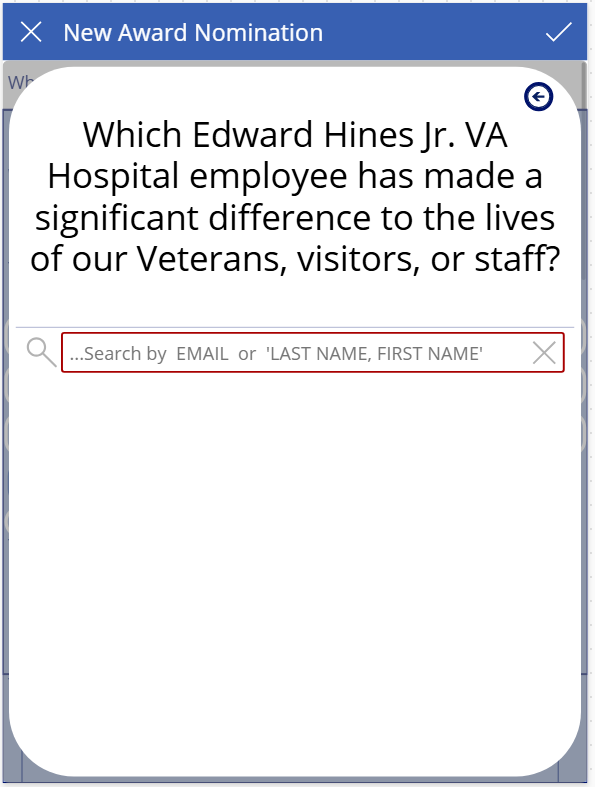 New Award Nomination
Wh
Which Edward Hines Jr. VA
Hospital employee has made a
significant difference to the lives
of our Veterans, visitors, or staff?
...Search by EMAIL or 'LAST NAME, FIRST NAME'